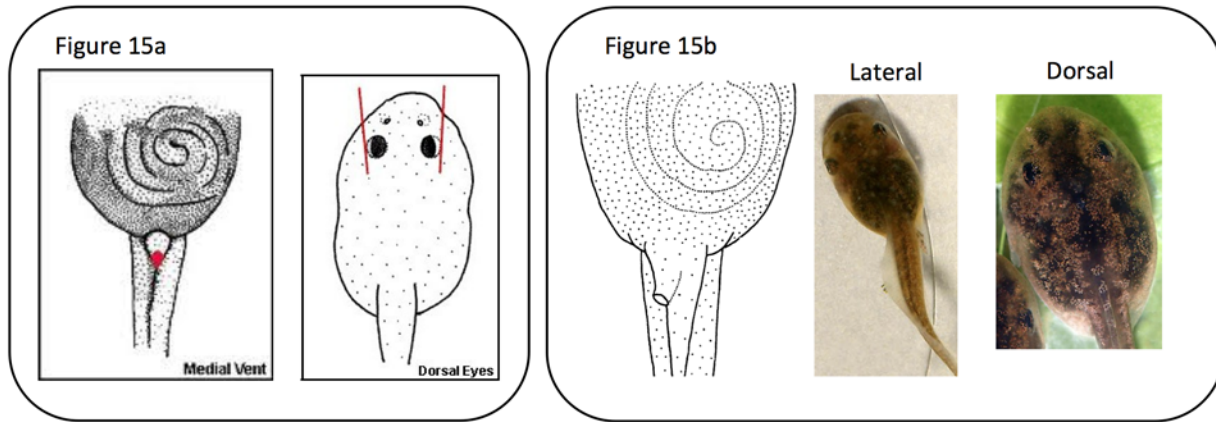 Figure 15a
Medial Vent
Dorsal Eyes
Figure 15b
Lateral
Dorsal